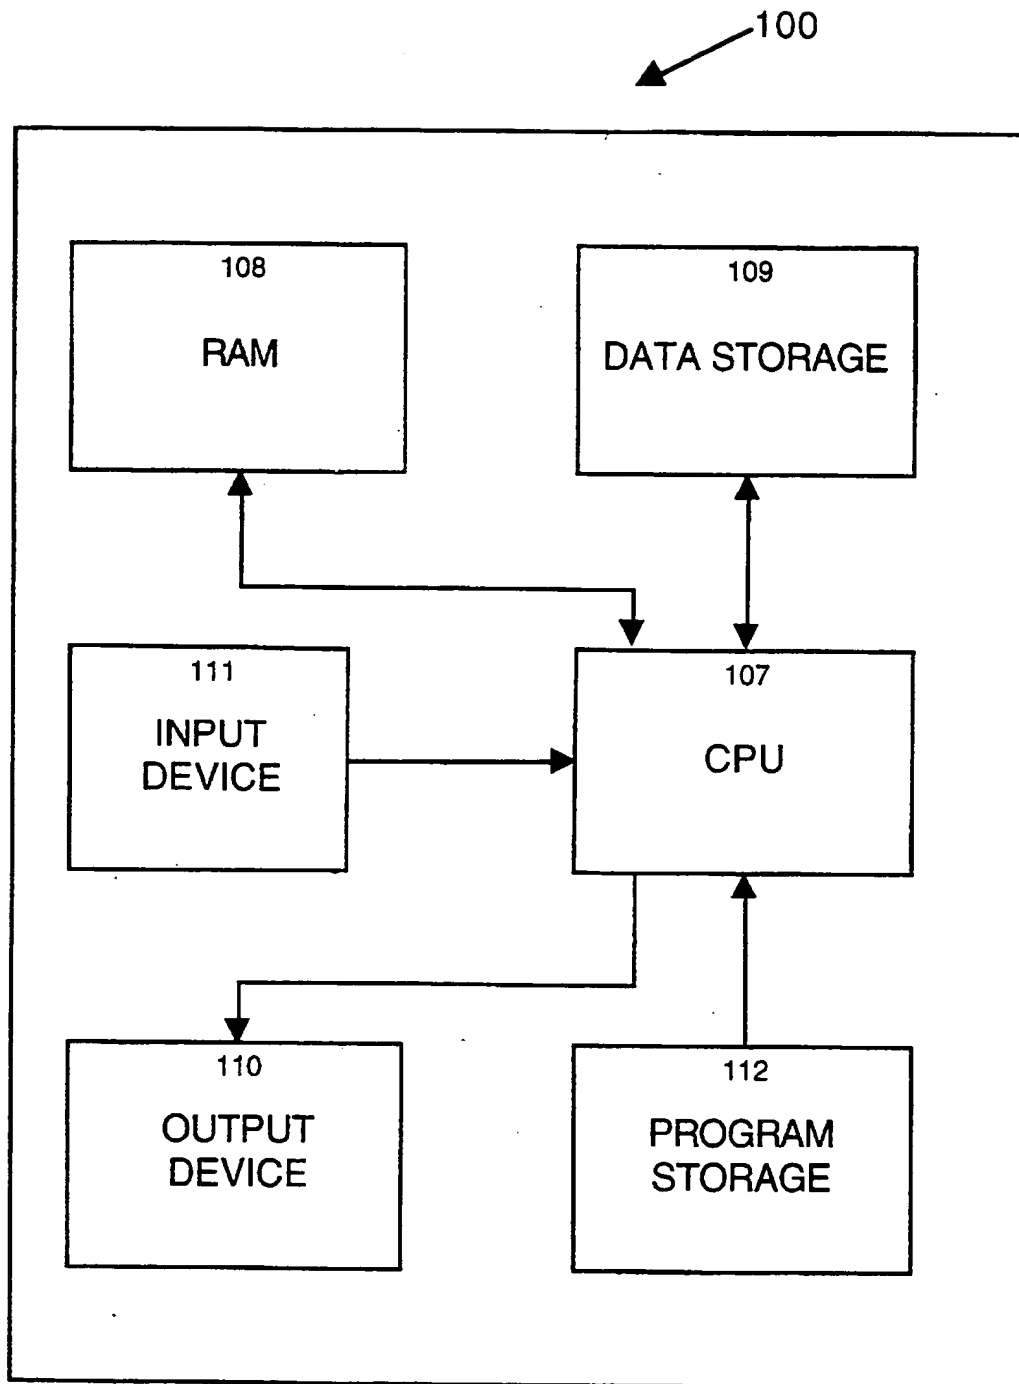 100
108
RAM
109
DATA STORAGE
111
INPUT
DEVICE
107
CPU
110
OUTPUT
DEVICE
112
PROGRAM
STORAGE